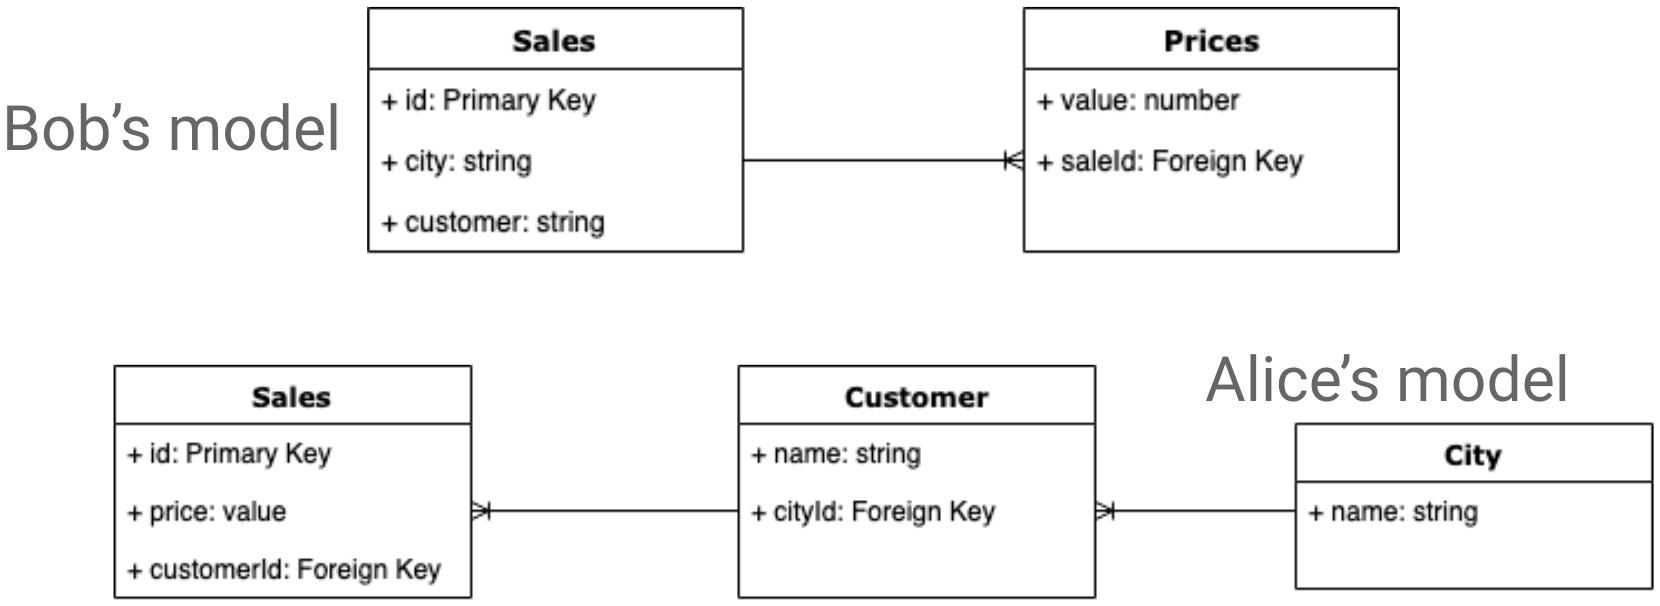 Bob’s model
Sales
+ id: Primary Key
+ city: string
+ customer: string
Prices
+ value: number
+ saleId: Foreign Key
Alice’s model
Sales
+ id: Primary Key
+ price: value
+ customerId: Foreign Key
Customer
+ name: string
+ cityId: Foreign Key
City
+ name: string